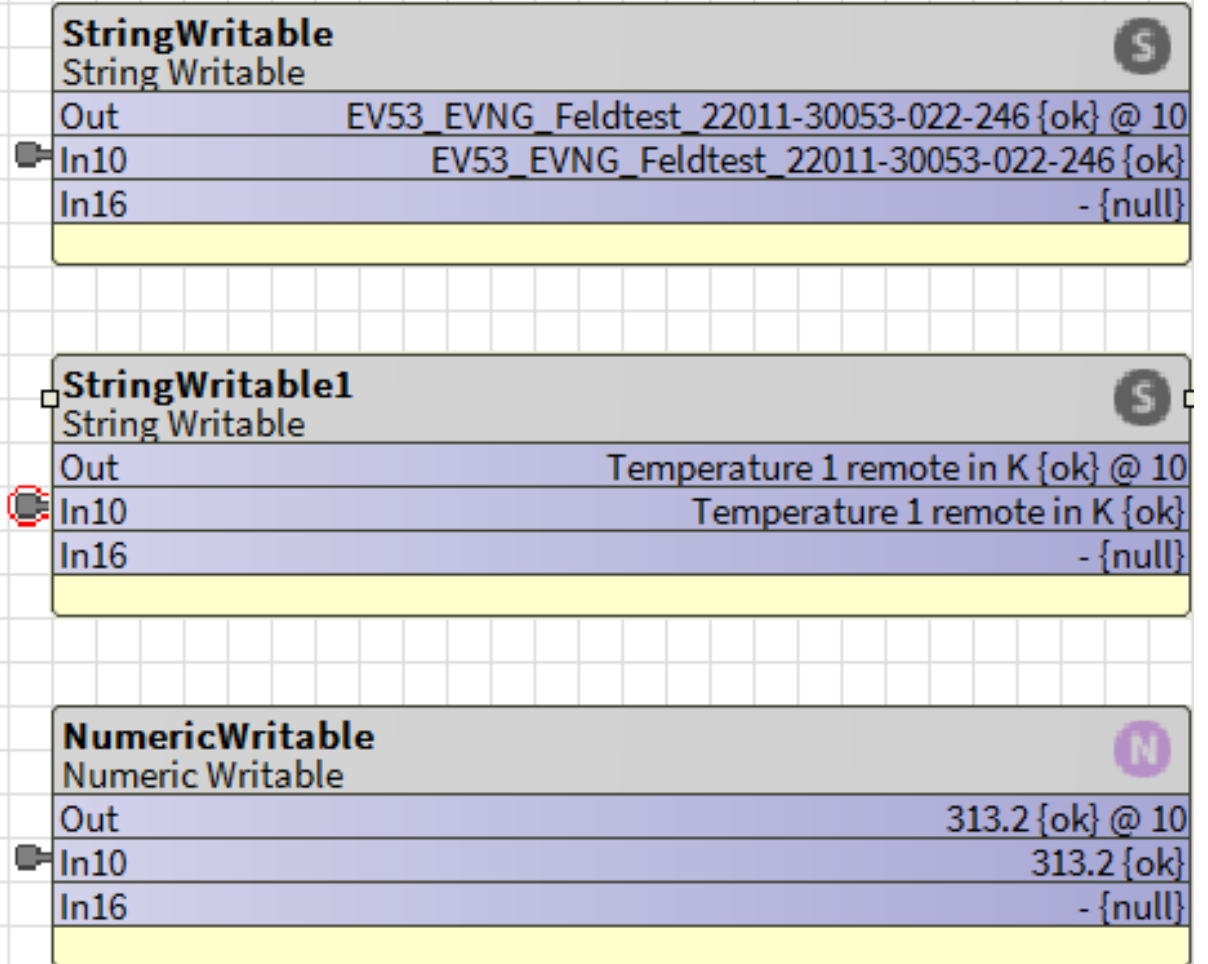 StringWritable
S
String Writable
Out EV53_EVNG_Feldtest_22011-30053-022-246 {ok} @ 10
In10 EV53_EVNG_Feldtest_22011-30053-022-246 {ok}
In16 - {null}
StringWritable1
S
String Writable
Out Temperature 1 remote in K {ok} @ 10
In10 Temperature 1 remote in K {ok}
In16 - {null}
NumericWritable
N
Numeric Writable
Out 313.2 {ok} @ 10
In10 313.2 {ok}
In16 - {null}